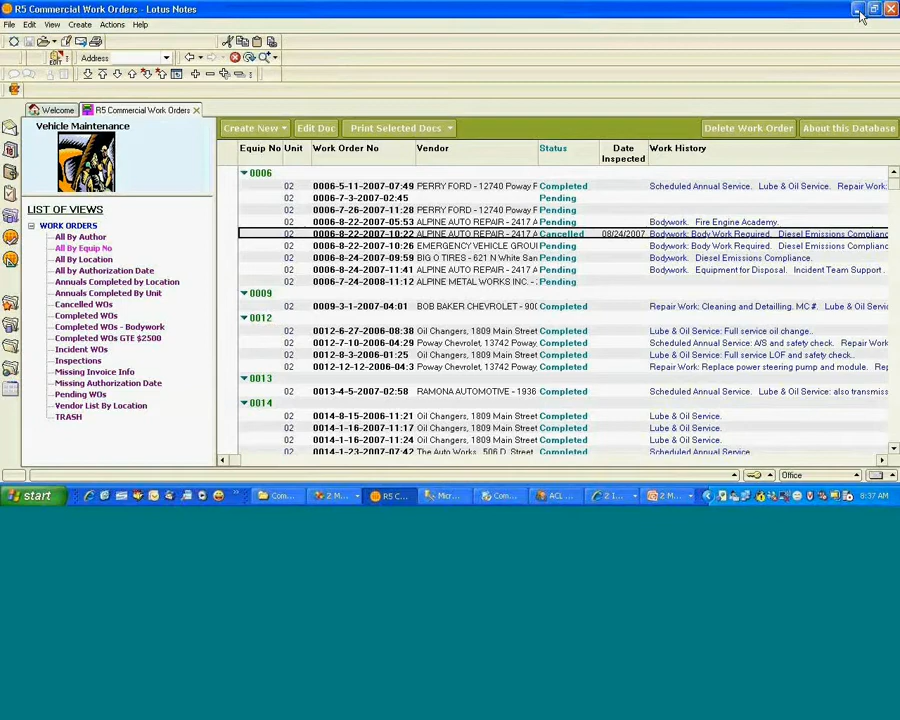 R5 Commercial Work Orders - Lotus Notes
File Edit View Create Actions Help
Address
Welcome R5 Commercial Work Orders
Vehicle Maintenance
LIST OF VIEWS
WORK ORDERS
All By Author
All By Equip No
All By Location
All by Authorization Date
Annuals Completed by Location
Annuals Completed by Unit
Cancelled WOs
Completed WOs
Completed WOs - Bodywork
Completed WOs GTE $2500
Incident WOs
Inspections
Missing Invoice Info
Missing Authorization Date
Pending WOs
Vendor List By Location
TRASH
Create New Edit Doc Print Selected Docs Delete Work Order About this Database
Equip No Unit Work Order No Vendor Status Date Inspected Work History
0006
02 0006-5-11-2007-07:49 PERRY FORD - 12740 Poway F Completed Scheduled Annual Service. Lube & Oil Service. Repair Work:
02 0006-7-3-2007-02:45 Pending
02 0006-7-26-2007-11:28 PERRY FORD - 12740 Poway F Pending
02 0006-8-22-2007-05:53 ALPINE AUTO REPAIR - 2417 A Pending Bodywork. Fire Engine Academy.
02 0006-8-22-2007-10:22 ALPINE AUTO REPAIR - 2417 A Cancelled 08/24/2007 Bodywork: Body Work Required. Diesel Emissions Complianc
02 0006-8-22-2007-10:26 EMERGENCY VEHICLE GROU Pending Bodywork: Body Work Required. Diesel Emissions Complianc
02 0006-8-24-2007-09:59 BIG O TIRES - 621 N White San Pending Bodywork. Diesel Emissions Compliance.
02 0006-8-24-2007-11:41 ALPINE AUTO REPAIR - 2417 A Pending Bodywork. Equipment for Disposal. Incident Team Support.
02 0006-7-24-2008-11:12 ALPINE METAL WORKS INC. - Pending
0009
02 0009-3-1-2007-04:01 BOB BAKER CHEVROLET - 90( Completed Repair Work: Cleaning and Detailling. MC #. Lube & Oil Servi
0012
02 0012-6-27-2006-08:38 Oil Changers, 1809 Main Street Completed Lube & Oil Service: Full service oil change..
02 0012-7-10-2006-04:29 Poway Chevrolet, 13742 Poway Completed Scheduled Annual Service: A/S and safety check. Repair Work
02 0012-8-3-2006-01:25 Oil Changers, 1809 Main Street Completed Lube & Oil Service: Full service LOF and safety check..
02 0012-12-12-2006-04:3 Poway Chevrolet, 13742 Poway Completed Repair Work: Replace power steering pump and module. Rep
0013
02 0013-4-5-2007-02:58 RAMONA AUTOMOTIVE - 1936 Completed Scheduled Annual Service. Lube & Oil Service: also transmiss
0014
02 0014-8-15-2006-11:21 Oil Changers, 1809 Main Street Completed Lube & Oil Service.
02 0014-1-16-2007-11:17 Oil Changers, 1809 Main Street Completed Lube & Oil Service.
02 0014-1-16-2007-11:24 Oil Changers, 1809 Main Street Completed Lube & Oil Service.
02 0014-1-23-2007-07:42 The Auto Works, 506 D Street Completed Scheduled Annual Service
Office
start Com... 2 M... R5 C... Micr... Com... ACL ... 2 I... 2 M... 8:37 AM